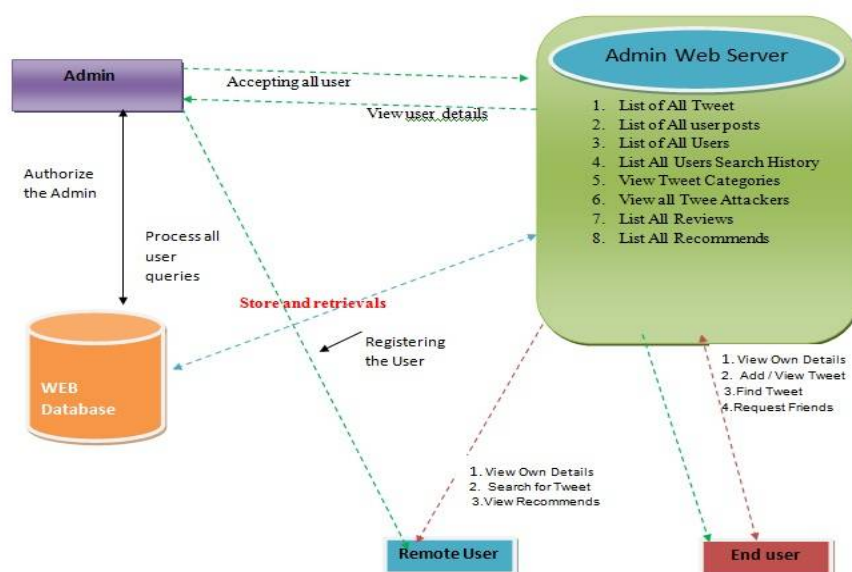 Admin
Accepting all user
View user details
Admin Web Server
1. List of All Tweet
2. List of All user posts
3. List of All Users
4. List All Users Search History
5. View Tweet Categories
6. View all Twee Attackers
7. List All Reviews
8. List All Recommends
Authorize
the Admin
Process all
user
queries
Store and retrievals
Registering
the User
WEB
Database
1. View Own Details
2. Add / View Tweet
3.Find Tweet
4.Request Friends
1. View Own Details
2. Search for Tweet
3.View Recommends
Remote User
End user